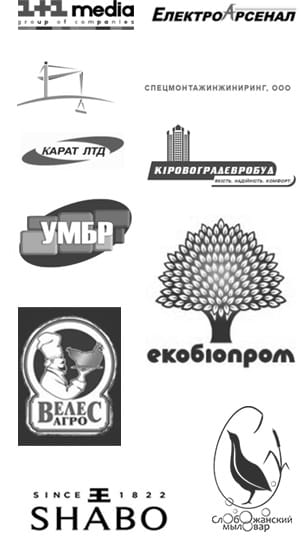 1+1 media
group of companies
ЕлектроАрсенал
СПЕЦМОНТАЖИНЖИНИРИНГ, ООО
КАРАТ ЛТД
КІРОВОГРАДЄВРОБУД
ЯКІСТЬ. НАДІЙНІСТЬ. КОМФОРТ
УМБР
екобіопром
ВЕЛЕС
АГРО
SINCE 1822
SHABO
Слобожанский
мыловар